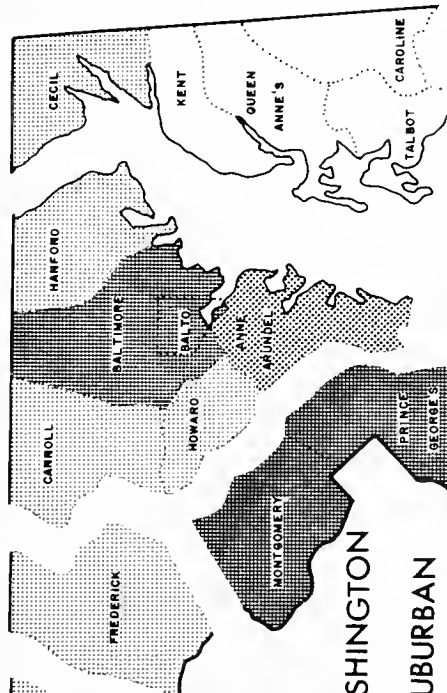 CECIL
KENT
QUEEN
ANNE'S
CAROLINE
TALBOT
HARFORD
BALTIMORE
BALTO
ANNE
ARUNDEL
CARROLL
HOWARD
FREDERICK
MONTGOMERY
PRINCE
GEORGE'S
SHINGTON
UBURBAN